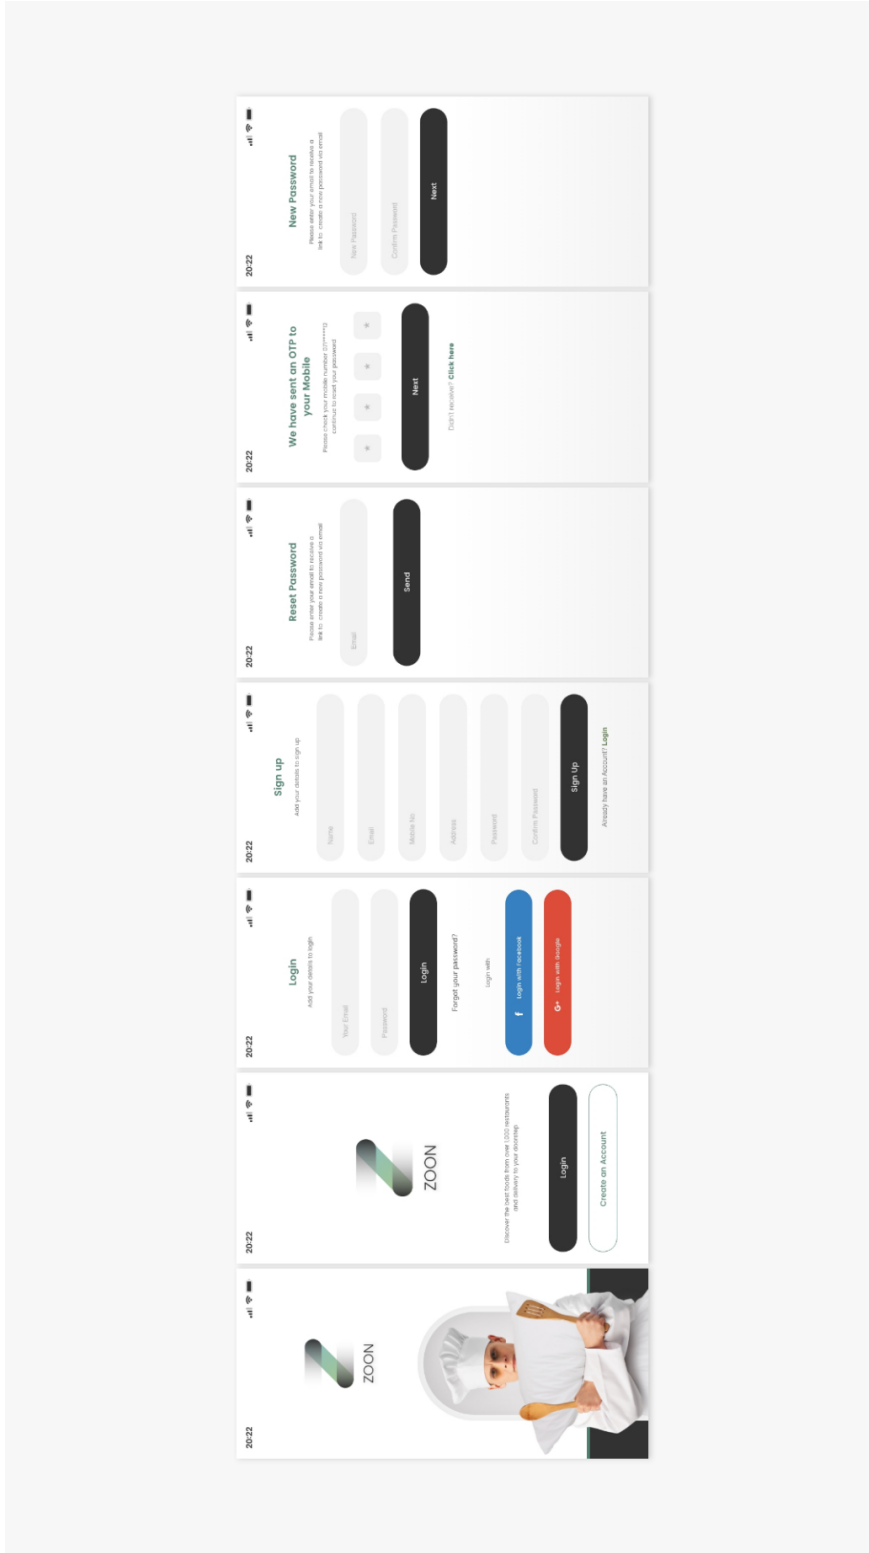 20:22
ZOON
20:22
ZOON
Discover the best foods from over 1,000 restaurants
and delivery to your doorstep
Login
Create an Account
20:22
Login
Add your details to login
Your Email
Password
Login
Forgot your password?
Login with
f Login with Facebook
G+ Login with Google
20:22
Sign up
Add your details to sign up
Name
Email
Mobile No
Address
Password
Confirm Password
Sign Up
Already have an Account? Login
20:22
Reset Password
Please enter your email to receive a
link to create a new password via email
Email
Send
20:22
We have sent an OTP to
your Mobile
Please check your mobile number
continue to reset your password
* * * *
Next
Didn't receive? Click here
20:22
New Password
Please enter your email to receive a
link to create a new password via email
New Password
Confirm Password
Next